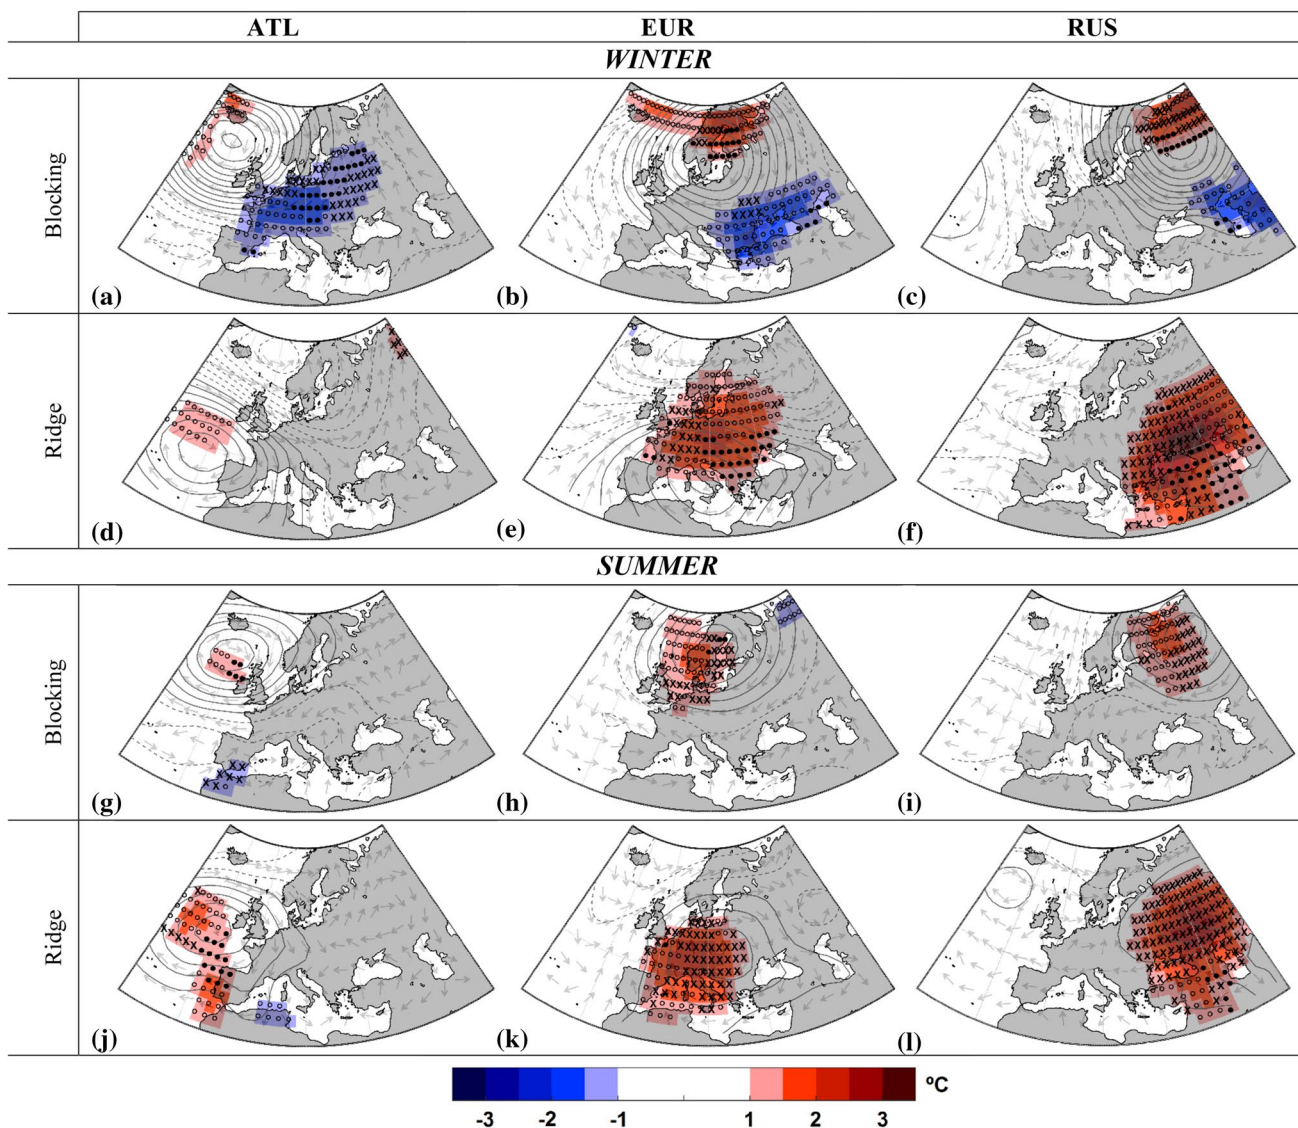 ATL EUR RUS
WINTER
Blocking
(a) (b) (c)
Ridge
(d) (e) (f)
SUMMER
Blocking
(g) (h) (i)
Ridge
(j) (k) (l)
ºC
-3 -2 -1 1 2 3